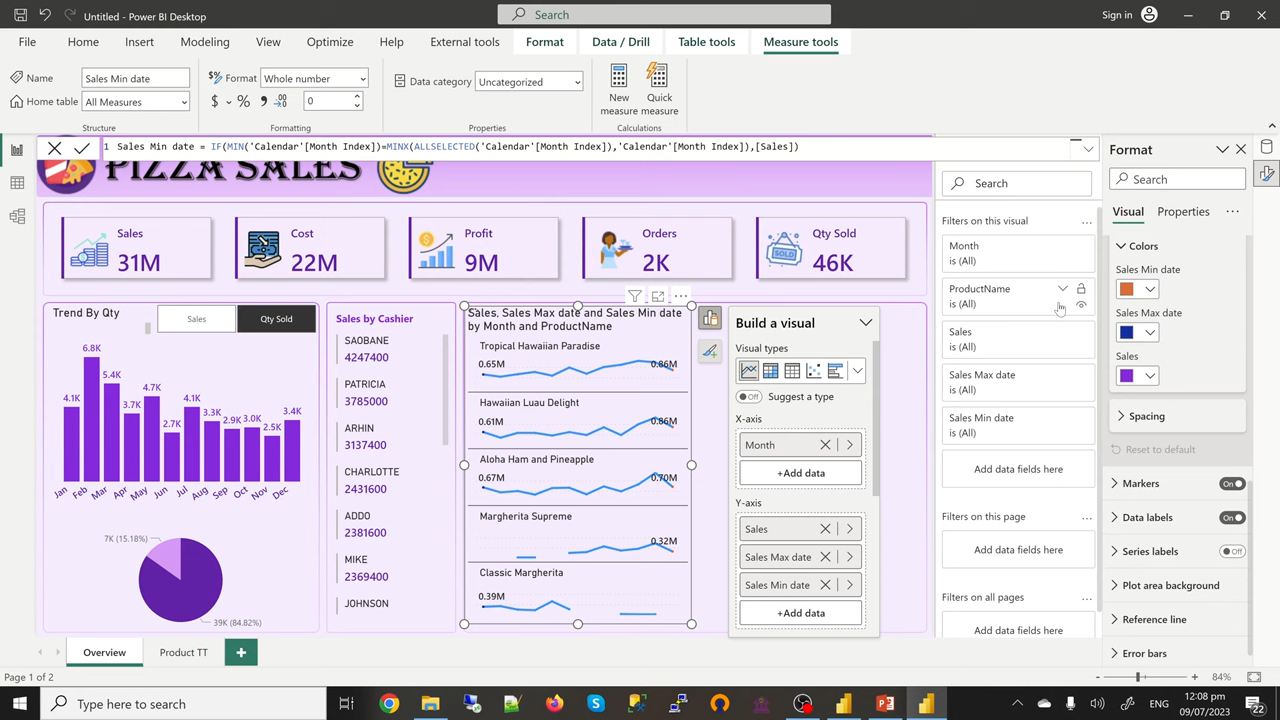 Untitled - Power BI Desktop
Search
Sign in
File
Home
Insert
Modeling
View
Optimize
Help
External tools
Format
Data / Drill
Table tools
Measure tools
Name
Sales Min date
Home table
All Measures
Structure
Format
Whole number
$
%
0
Formatting
Data category
Uncategorized
Properties
New
measure
Quick
measure
Calculations
1 Sales Min date = IF(MIN('Calendar'[Month Index])=MINX(ALLSELECTED('Calendar'[Month Index]),'Calendar'[Month Index]),[Sales])
PIZZA SALES
Sales
31M
Cost
22M
Profit
9M
Orders
2K
SOLD
Qty Sold
46K
Trend By Qty
Sales
Qty Sold
4.1K
6.8K
5.4K
3.7K
4.7K
2.7K
4.1K
3.3K
2.9K
3.0K
2.5K
3.4K
Jan
Feb
Mar
Apr
May
Jun
Jul
Aug
Sep
Oct
Nov
Dec
7K (15.18%)
39K (84.82%)
Sales by Cashier
SAOBANE
4247400
PATRICIA
3785000
ARHIN
3137400
CHARLOTTE
2431600
ADDO
2381600
MIKE
2369400
JOHNSON
Sales, Sales Max date and Sales Min date
by Month and ProductName
Tropical Hawaiian Paradise
0.65M
0.86M
Hawaiian Luau Delight
0.61M
0.86M
Aloha Ham and Pineapple
0.67M
0.70M
Margherita Supreme
0.32M
Classic Margherita
0.39M
Build a visual
Visual types
Off
Suggest a type
X-axis
Month
+Add data
Y-axis
Sales
Sales Max date
Sales Min date
+Add data
Search
Filters on this visual
Month
is (All)
ProductName
is (All)
Sales
is (All)
Sales Max date
is (All)
Sales Min date
is (All)
Add data fields here
Filters on this page
Add data fields here
Filters on all pages
Add data fields here
Format
Search
Visual
Properties
Colors
Sales Min date
Sales Max date
Sales
Spacing
Reset to default
Markers
On
Data labels
On
Series labels
Off
Plot area background
Reference line
Error bars
Overview
Product TT
Page 1 of 2
84%
Type here to search
ENG
12:08 pm
09/07/2023
22